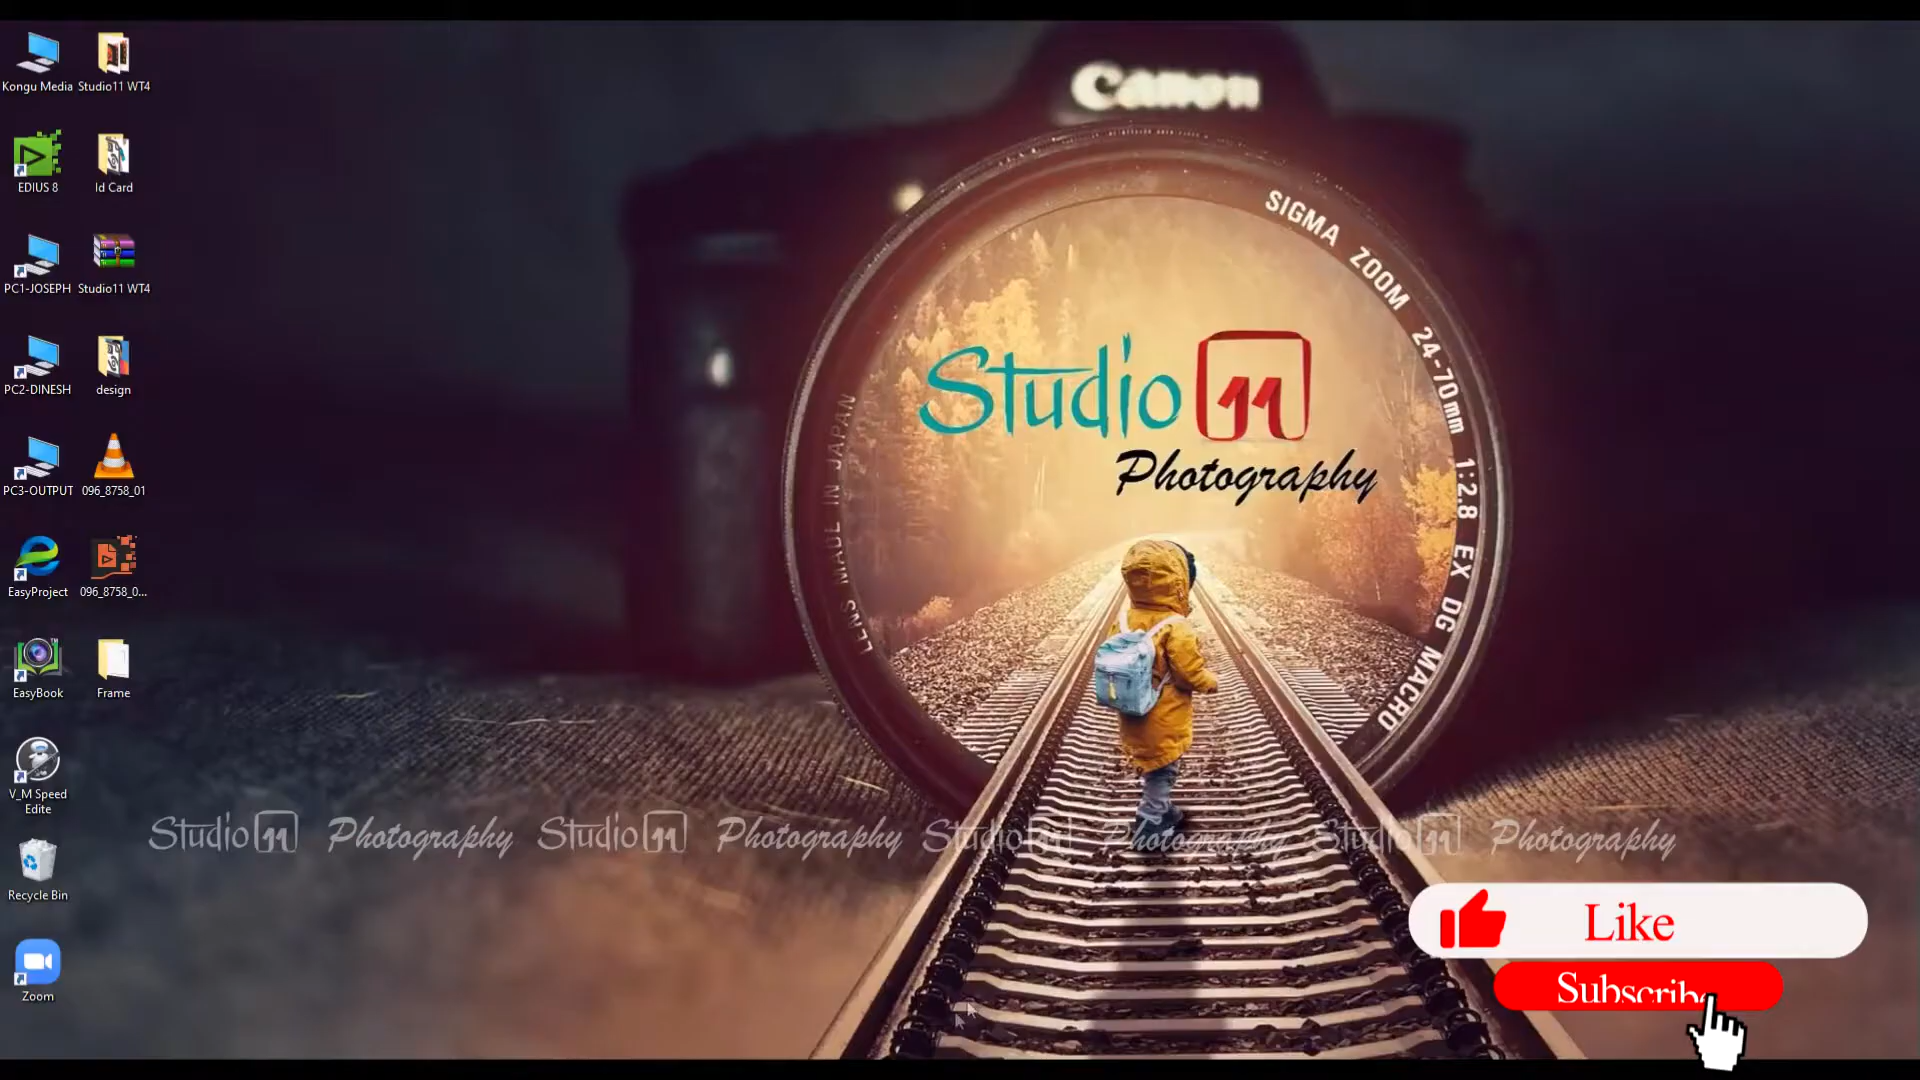 Kongu Media
Studio11 WT4
EDIUS 8
Id Card
PC1-JOSEPH
Studio11 WT4
PC2-DINESH
design
PC3-OUTPUT
096_8758_01
EasyProject
096_8758_0...
EasyBook
Frame
V_M Speed
Edite
Recycle Bin
Zoom
Canon
SIGMA ZOOM 24-70mm 1:2.8 EX DG MACRO
LENS MADE IN JAPAN
Studio 11
Photography
Studio 11 Photography Studio 11 Photography Studio 11 Photography Studio 11 Photography
Like
Subscribe